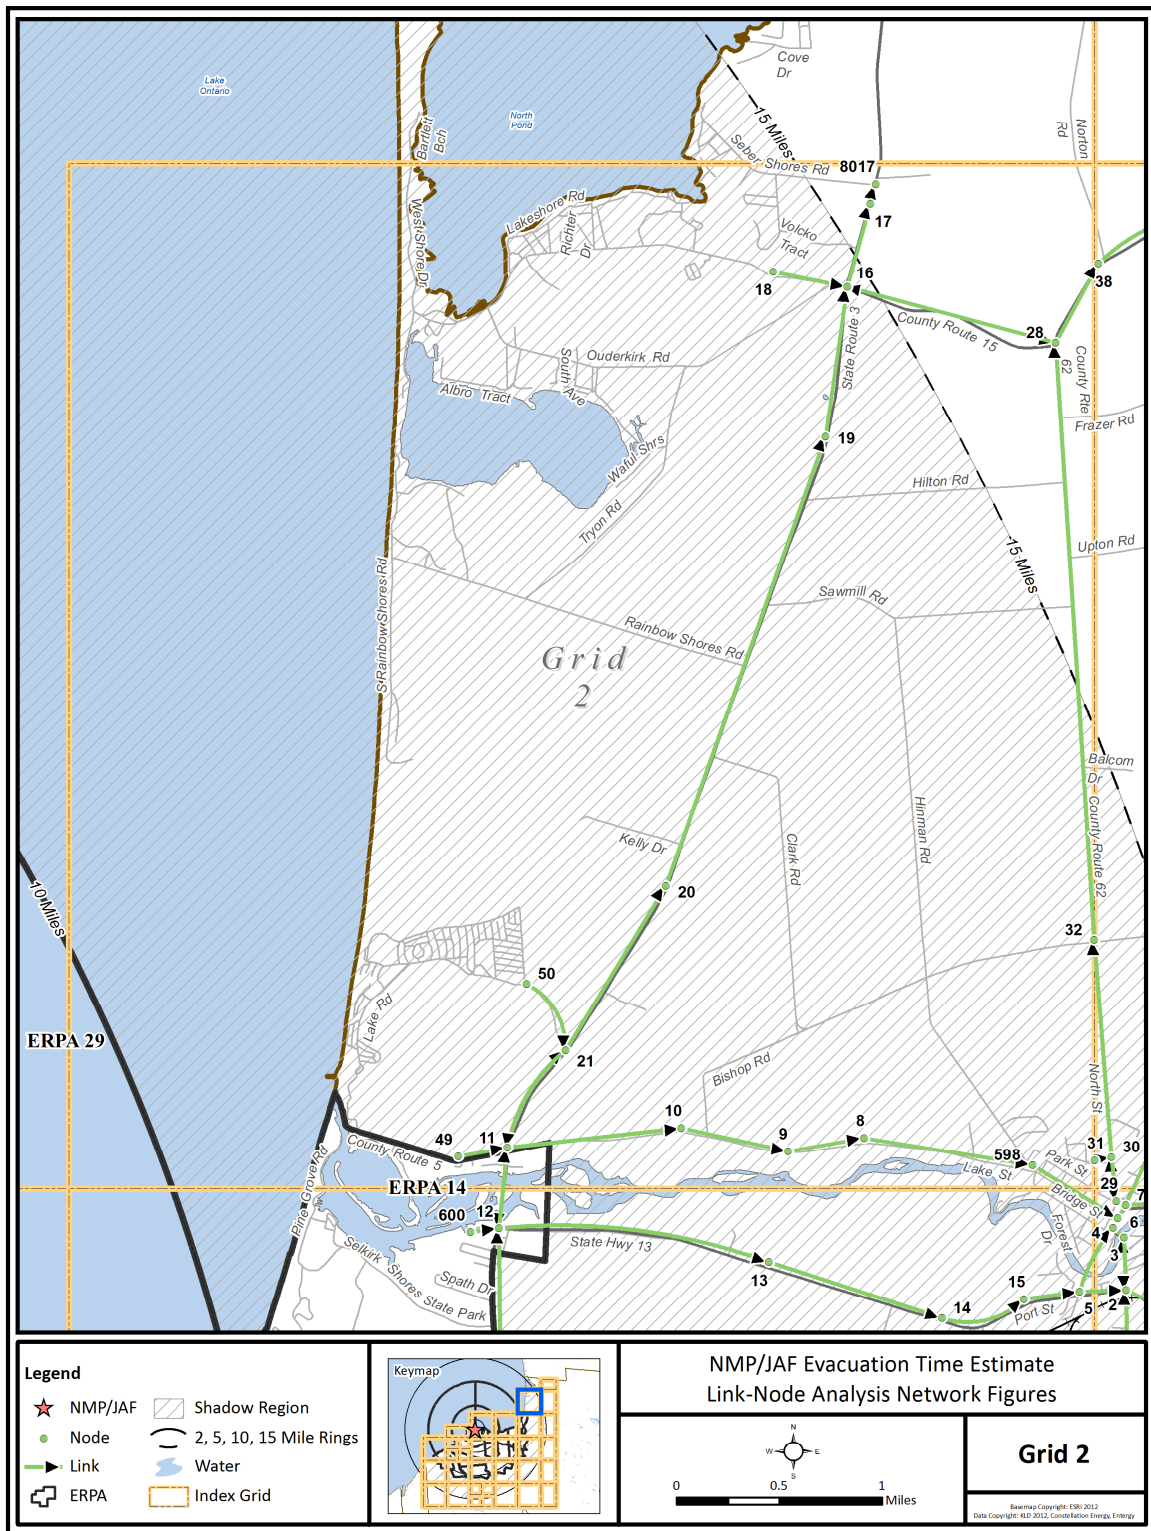 Cove
Dr
Lake
Ontario
North
Pond
Bartlett
Bch
15 Miles
Norton
Rd
Seber Shores Rd
8017
Lakeshore Rd
Richter
Dr
West Shore Dr
17
Volcko
Tract
16
18
38
State Route 3
County Route 15
28
County Rte
62
Ouderkirk Rd
South
Ave
Albro Tract
Frazer Rd
19
Waful Shrs
Hilton Rd
Tryon Rd
Upton Rd
15 Miles
S Rainbow Shores Rd
Sawmill Rd
Rainbow Shores Rd
Grid
2
Balcom
Dr
County Route 62
Hinman Rd
Clark Rd
Kelly Dr
20
10 Miles
32
50
Lake Rd
ERPA 29
21
Bishop Rd
North St
10
8
49
11
9
31
30
County Route 5
598
Park St
Lake St
Pine Grove Rd
ERPA 14
29
7
Bridge St
600
12
6
4
Forest
Dr
State Hwy 13
3
Selkirk Shores State Park
Spath Dr
13
15
14
Port St
5
2
Legend
NMP/JAF
Shadow Region
Node
2, 5, 10, 15 Mile Rings
Link
Water
ERPA
Index Grid
Keymap
NMP/JAF Evacuation Time Estimate
Link-Node Analysis Network Figures
N
W
E
S
0
0.5
1
Miles
Grid 2
Basemap Copyright: ESRI 2012
Data Copyright: KLD 2012, Constellation Energy, Entergy